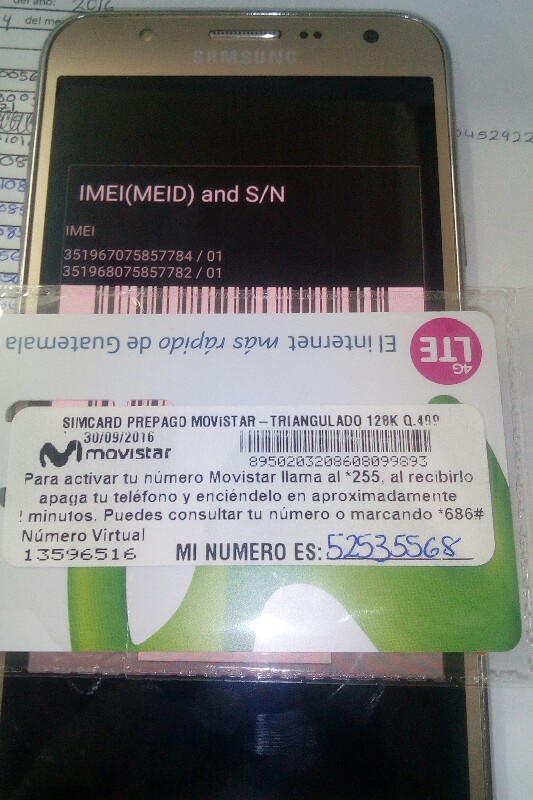 2016
SAMSUNG
IMEI(MEID) and S/N
IMEI
351967075857784 / 01
351968075857782 / 01
El internet más rápido de Guatemala
4G
LTE
SIMCARD PREPAGO MOViSTAR – TRIANGULADO 128K Q.499
30/09/2016
movistar
8950203208608099893
Para activar tu número Movistar llama al *255, al recibirlo
apaga tu teléfono y enciéndelo en aproximadamente
minutos. Puedes consultar tu número o marcando *686#
Número Virtual
13596516
MI NUMERO ES: 52535568